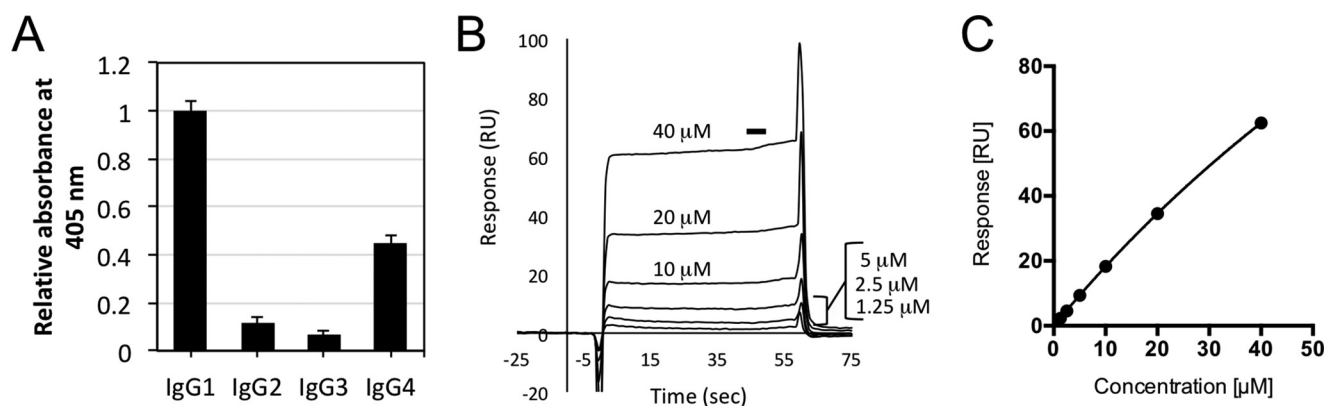 A
Relative absorbance at
405 nm
1.2
1
0.8
0.6
0.4
0.2
0
IgG1 IgG2 IgG3 IgG4
B
Response (RU)
100
80
60
40
20
0
-20
40 µM
20 µM
10 µM
5 µM
2.5 µM
1.25 µM
-25 -5 15 35 55 75
Time (sec)
C
Response [RU]
80
60
40
20
0
0 10 20 30 40 50
Concentration [µM]